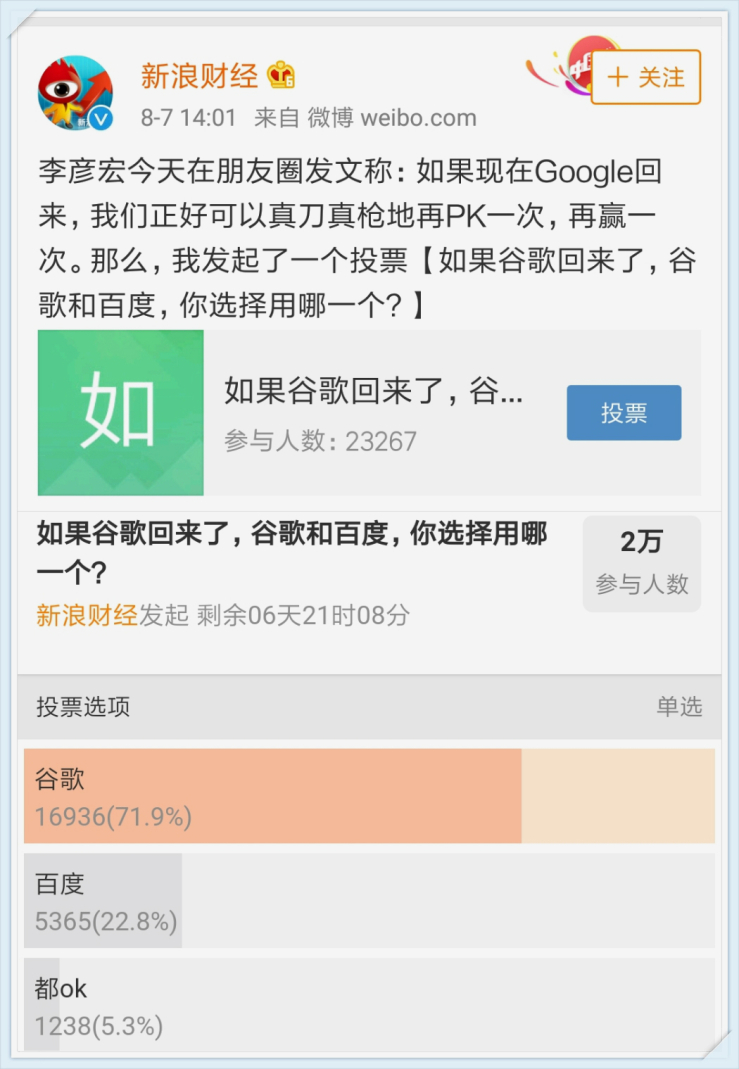 新浪财经
+ 关注
8-7 14:01 来自 微博 weibo.com
李彦宏今天在朋友圈发文称：如果现在Google回
来，我们正好可以真刀真枪地再PK一次，再赢一
次。那么，我发起了一个投票【如果谷歌回来了，谷
歌和百度，你选择用哪一个？】
如
如果谷歌回来了，谷...
参与人数：23267
投票
如果谷歌回来了，谷歌和百度，你选择用哪
一个？
2万
参与人数
新浪财经发起 剩余06天21时08分
投票选项
单选
谷歌
16936(71.9%)
百度
5365(22.8%)
都ok
1238(5.3%)